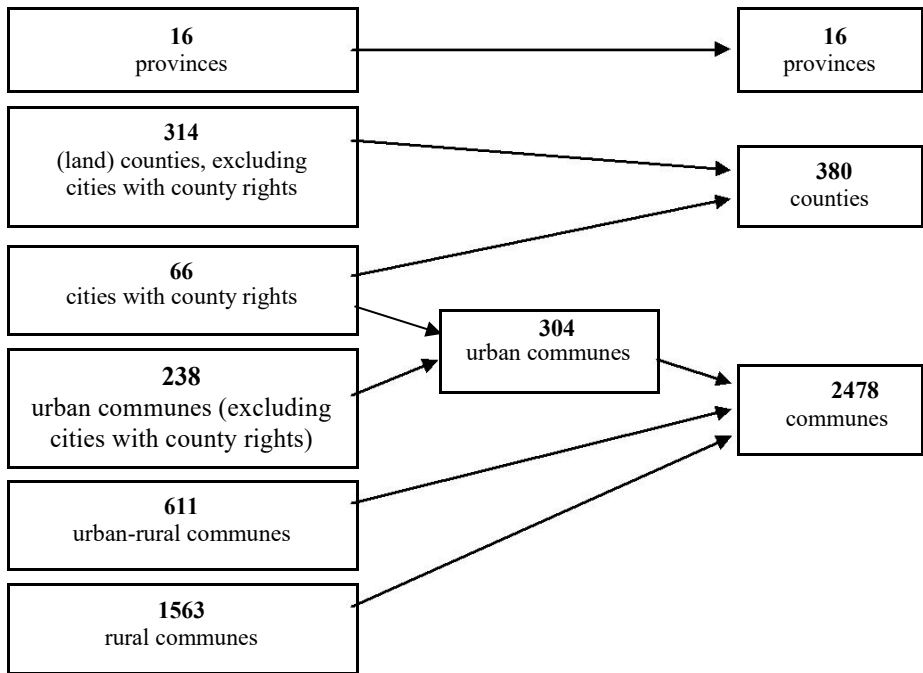 16
provinces
16
provinces
314
(land) counties, excluding
cities with county rights
380
counties
66
cities with county rights
304
urban communes
238
urban communes (excluding
cities with county rights)
2478
communes
611
urban-rural communes
1563
rural communes